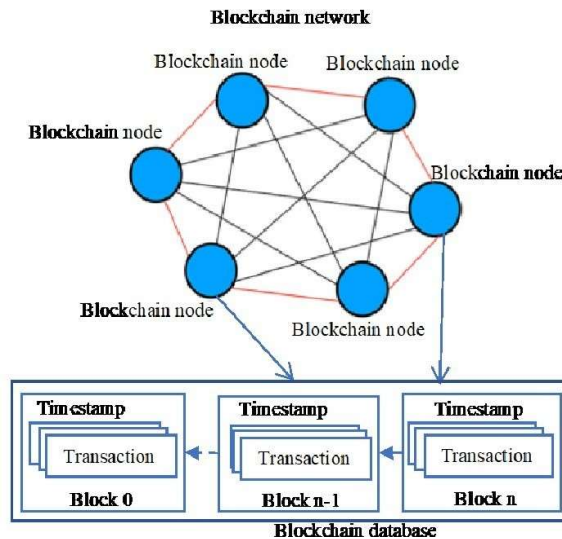 Blockchain network
Blockchain node
Blockchain node
Blockchain node
Blockchain node
Blockchain node
Blockchain node
Timestamp
Transaction
Block 0
Timestamp
Transaction
Block n-1
Timestamp
Transaction
Block n
Blockchain database